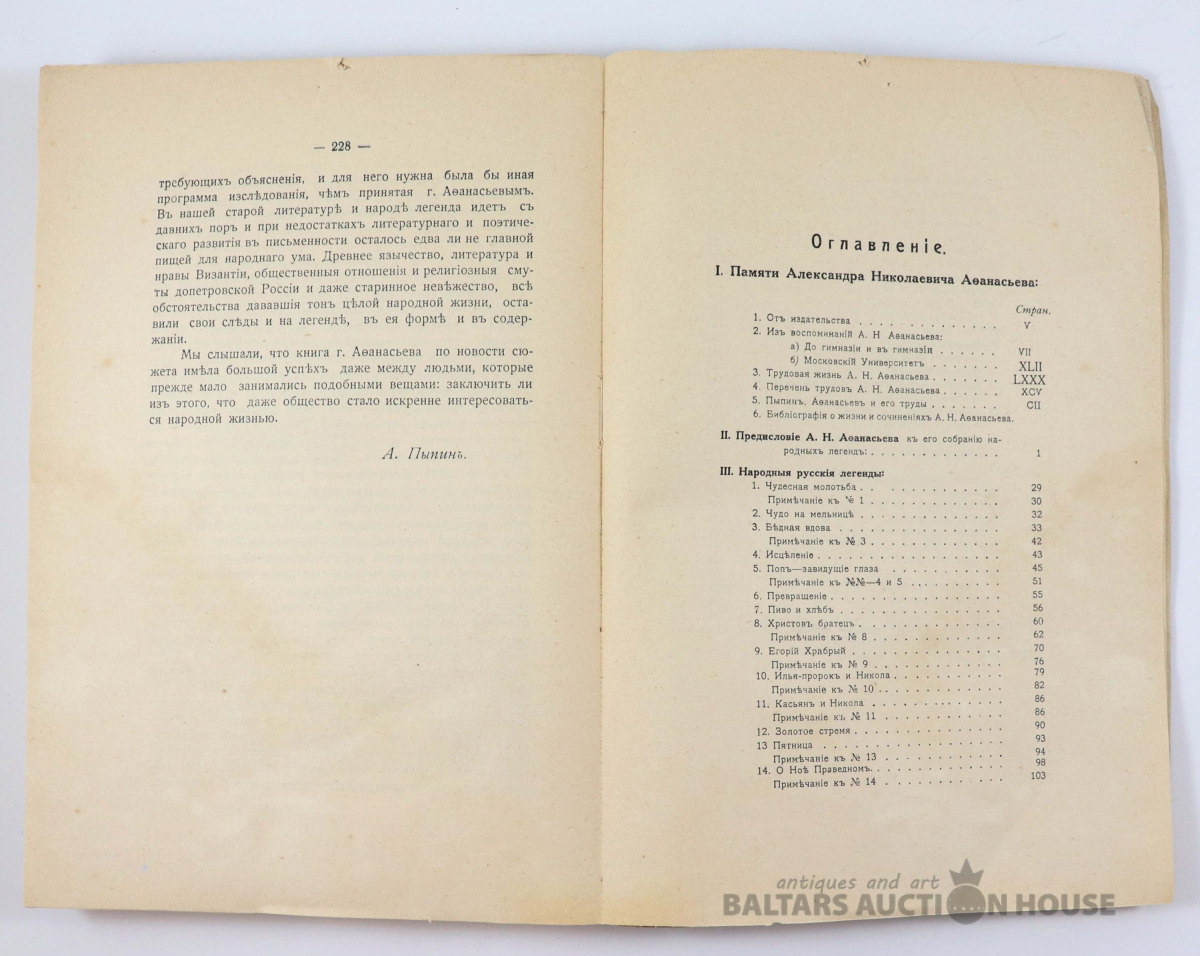 — 228 —
требующихъ объясненія, и для него нужна была бы иная
программа изслѣдованія, чѣмъ принятая г. Аѳанасьевымъ.
Въ нашей старой литературѣ и народѣ легенда идетъ съ
давнихъ поръ и при недостаткахъ литературнаго и поэтиче-
скаго развитія въ письменности осталось едва ли не главной
пищей для народнаго ума. Древнее язычество, литература и
нравы Византіи, общественныя отношенія и религіозныя сму-
ты допетровской Россіи и даже старинное невѣжество, всѣ
обстоятельства дававшія тонъ цѣлой народной жизни, оста-
вили свои слѣды и на легендѣ, въ ея формѣ и въ содер-
жаніи.
Мы слышали, что книга г. Аѳанасьева по новости сю-
жета имѣла большой успѣхъ даже между людьми, которые
прежде мало занимались подобными вещами: заключить ли
изъ этого, что даже общество стало искренне интересовать-
ся народной жизнью.
А. Пыпинъ.
Оглавленіе.
I. Памяти Александра Николаевича Аѳанасьева:
Стран.
1. Отъ издательства . . . . . . . . . . . . . . V
2. Изъ воспоминаній А. Н Аѳанасьева:
а) До гимназіи и въ гимназіи . . . . . . VII
б) Московскій Университетъ . . . . . . . XLII
3. Трудовая жизнь А. Н. Аѳанасьева . . . . . . . LXXX
4. Перечень трудовъ А. Н. Аѳанасьева . . . . . . XCV
5. Пыпин. Аѳанасьевъ и его труды . . . . . . . CII
6. Библіографія о жизни и сочиненіяхъ А. Н. Аѳанасьева.
II. Предисловіе А. Н. Аѳанасьева къ его собранію на-
родныхъ легендъ: . . . . . . . . . . . . . 1
III. Народныя русскія легенды:
1. Чудесная молотьба . . . . . . . . . . . . . 29
Примѣчаніе къ № 1 . . . . . . . . . . . . . 30
2. Чудо на мельницѣ . . . . . . . . . . . . . . 32
3. Бѣдная вдова . . . . . . . . . . . . . . . . 33
Примѣчаніе къ № 3 . . . . . . . . . . . . . 42
4. Исцѣленіе . . . . . . . . . . . . . . . . . 43
5. Попъ—завидущіе глаза . . . . . . . . . . . 45
Примѣчаніе къ №№—4 и 5 . . . . . . . . . . 51
6. Превращеніе . . . . . . . . . . . . . . . . 55
7. Пиво и хлѣбъ . . . . . . . . . . . . . . . 56
8. Христовъ братецъ . . . . . . . . . . . . . . 60
Примѣчаніе къ № 8 . . . . . . . . . . . . . 62
9. Егорій Храбрый . . . . . . . . . . . . . . 70
Примѣчаніе къ № 9 . . . . . . . . . . . . . 76
10. Илья-пророкъ и Никола . . . . . . . . . . . 79
Примѣчаніе къ № 10 . . . . . . . . . . . . 82
11. Касьянъ и Никола . . . . . . . . . . . . . 86
Примѣчаніе къ № 11 . . . . . . . . . . . . 86
12. Золотое стремя . . . . . . . . . . . . . . 90
13 Пятница . . . . . . . . . . . . . . . . . 93
Примѣчаніе къ № 13 . . . . . . . . . . . . 94
14. О Ноѣ Праведном. . . . . . . . . . . . . . 98
Примѣчаніе къ № 14 . . . . . . . . . . . . 103
antiques and art
BALTARS AUCTION HOUSE